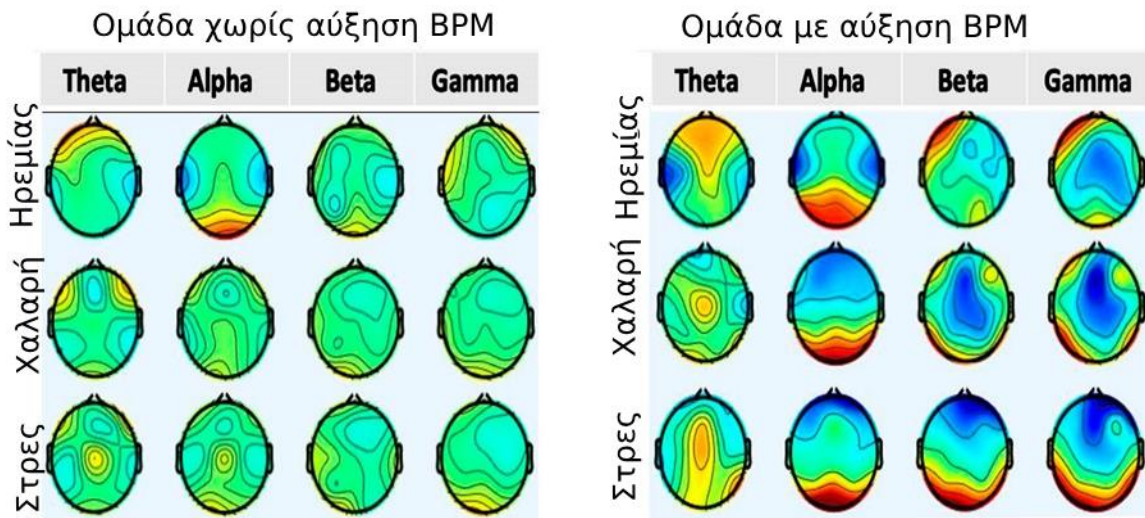 Ομάδα χωρίς αύξηση BPM
Theta Alpha Beta Gamma
Ηρεμίας
Χαλαρή
Στρες
Ομάδα με αύξηση BPM
Theta Alpha Beta Gamma
Ηρεμίας
Χαλαρή
Στρες